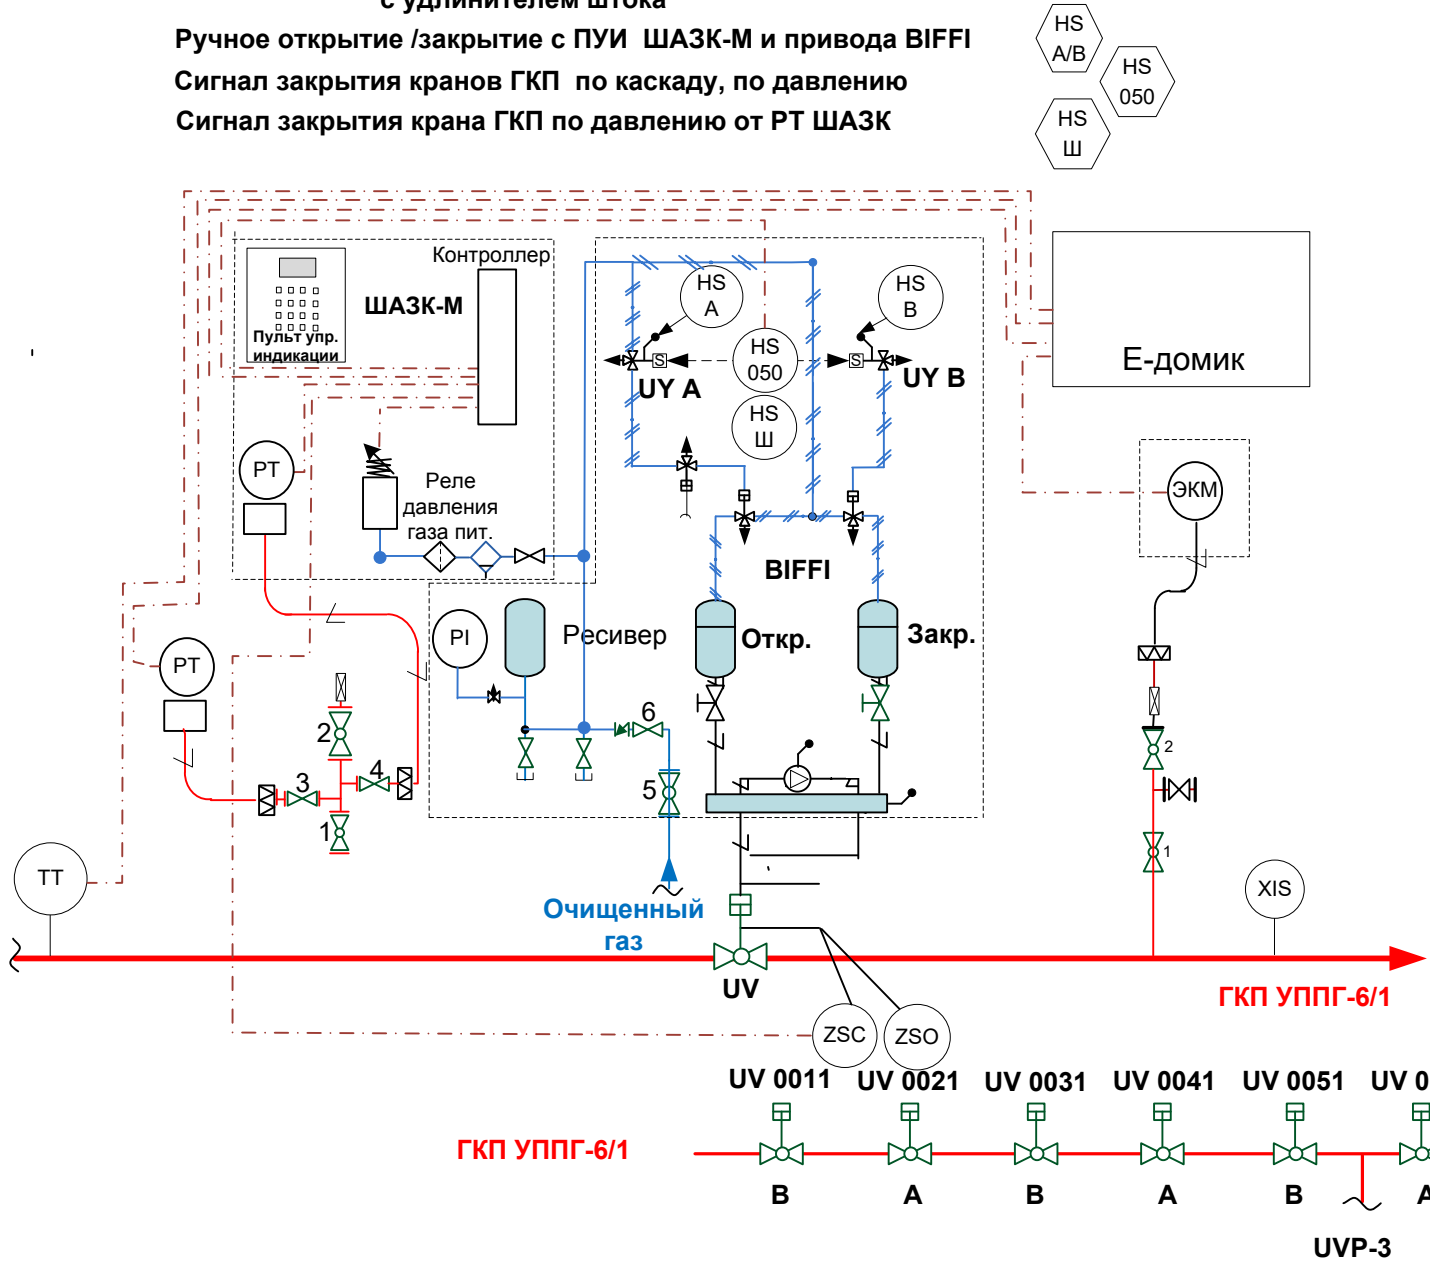 с удлинителем штока
Ручное открытие /закрытие с ПУИ ШАЗК-М и привода BIFFI
Сигнал закрытия кранов ГКП по каскаду, по давлению
Сигнал закрытия крана ГКП по давлению от РТ ШАЗК
HS
A/B
HS
050
HS
Ш
Контроллер
ШАЗК-М
Пульт упр.
индикации
HS
A
HS
B
HS
050
HS
Ш
UY A
UY B
Е-домик
PT
Реле
давления
газа пит.
ЭКМ
BIFFI
PI
Ресивер
Откр.
Закр.
PT
2
3
4
1
6
5
2
1
TT
XIS
Очищенный
газ
UV
ГКП УППГ-6/1
ZSC
ZSO
UV 0011
UV 0021
UV 0031
UV 0041
UV 0051
UV 0
ГКП УППГ-6/1
B
A
B
A
B
A
UVP-3